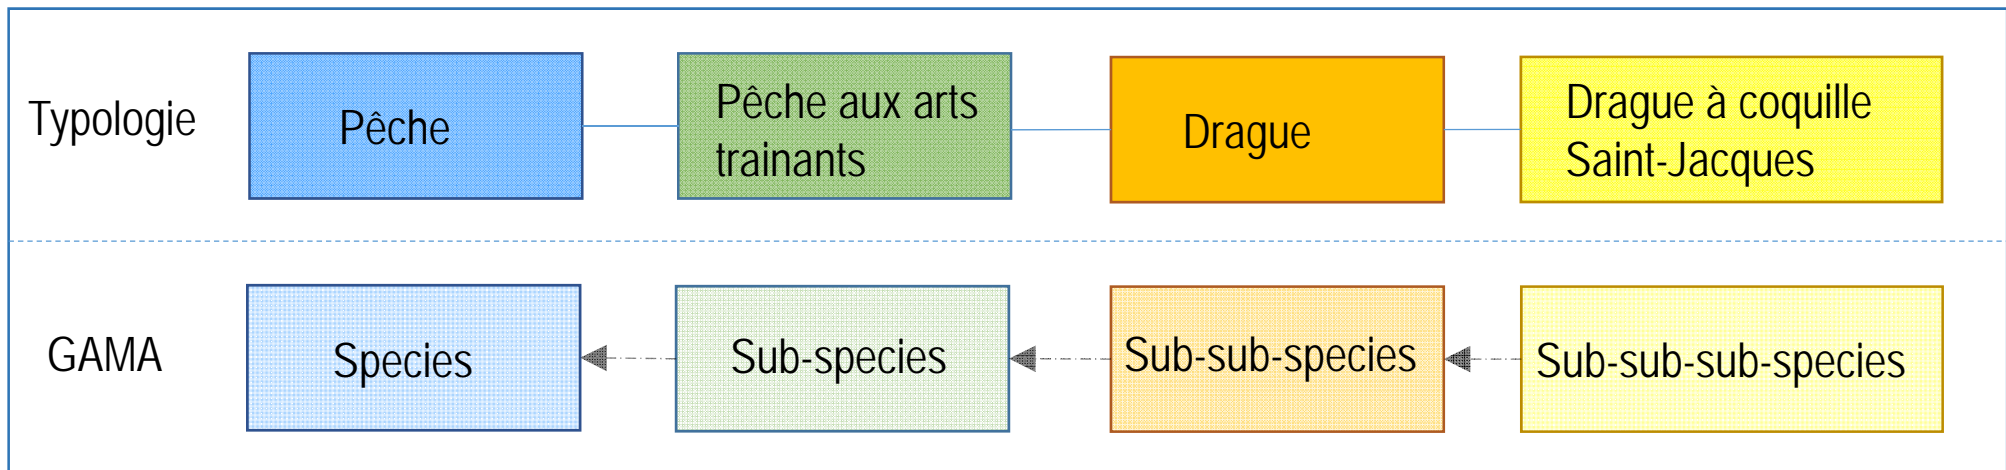 Typologie
Pêche
Pêche aux arts
trainants
Drague
Drague à coquille
Saint-Jacques
GAMA
Species
Sub-species
Sub-sub-species
Sub-sub-sub-species